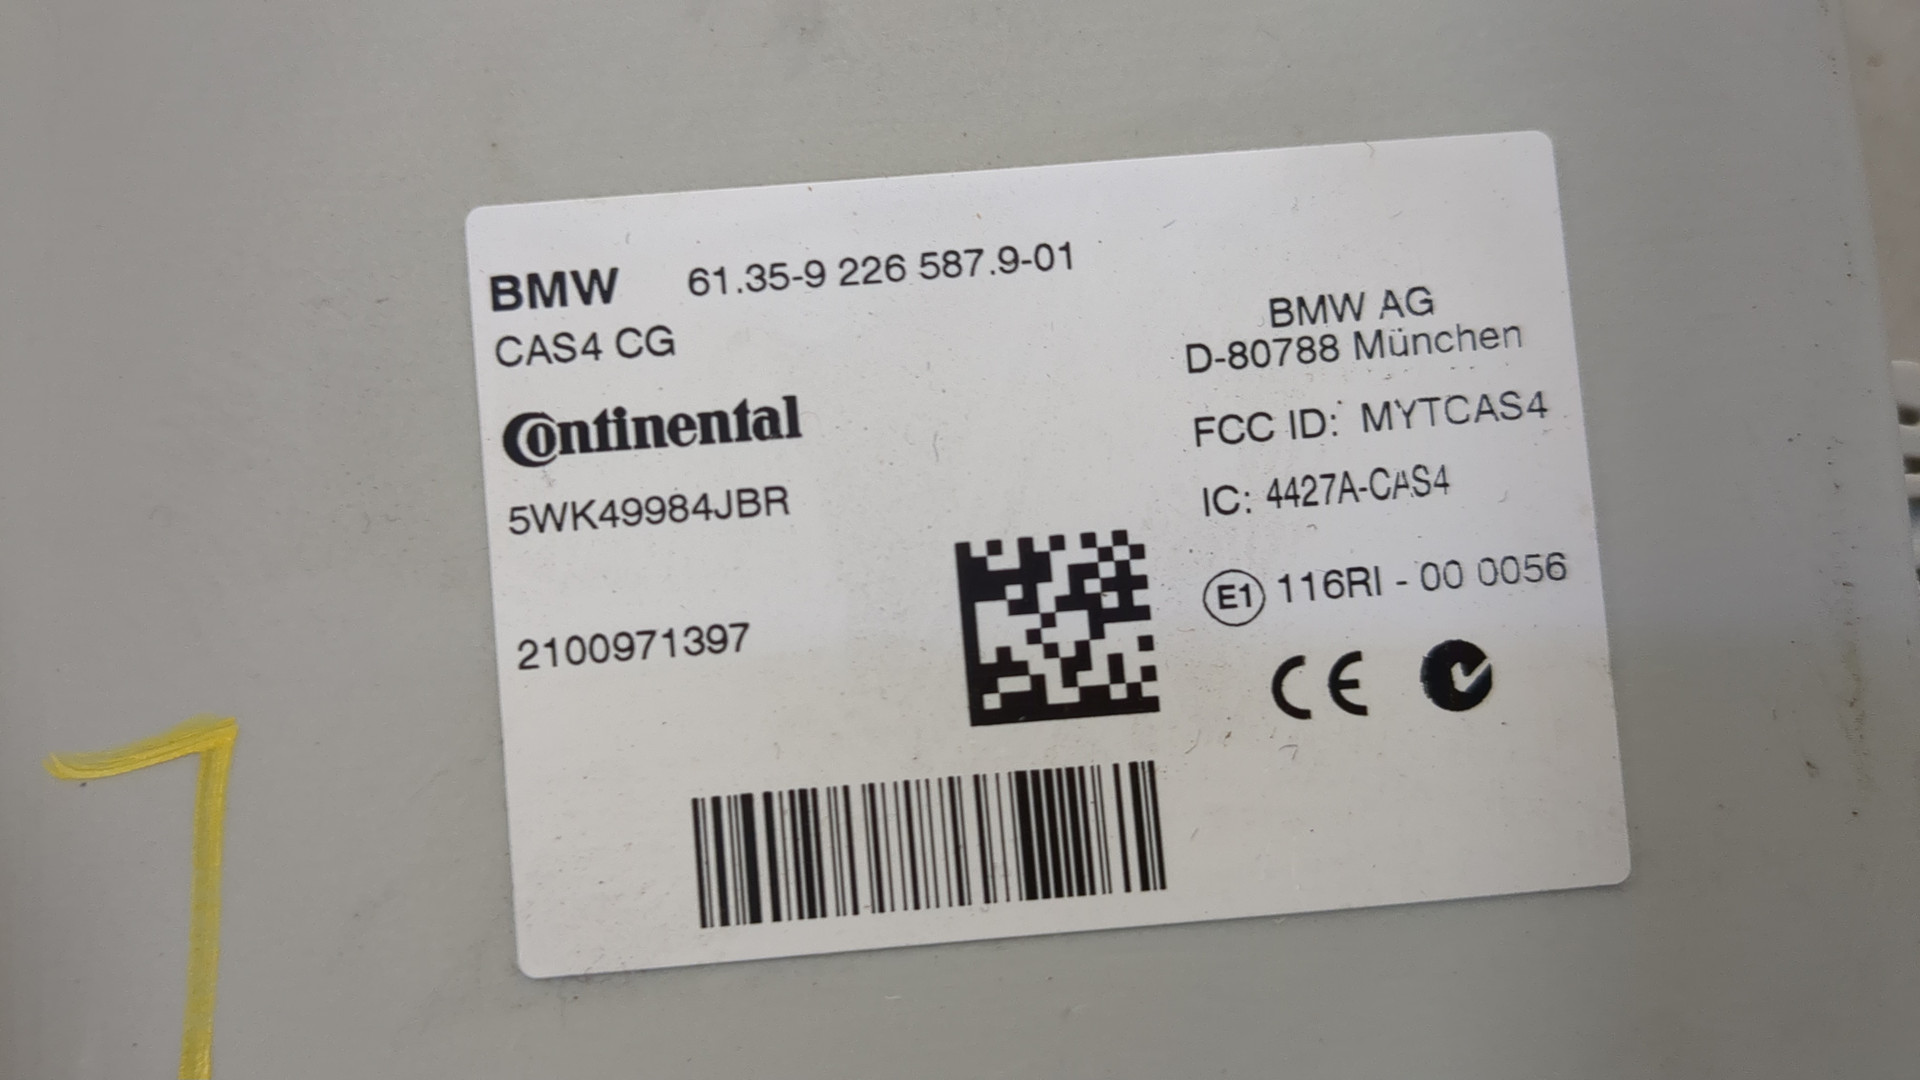 BMW 61.35-9 226 587.9-01
CAS4 CG
Continental
5WK49984JBR
2100971397
BMW AG
D-80788 München
FCC ID: MYTCAS4
IC: 4427A-CAS4
E1 116RI - 00 0056
CE